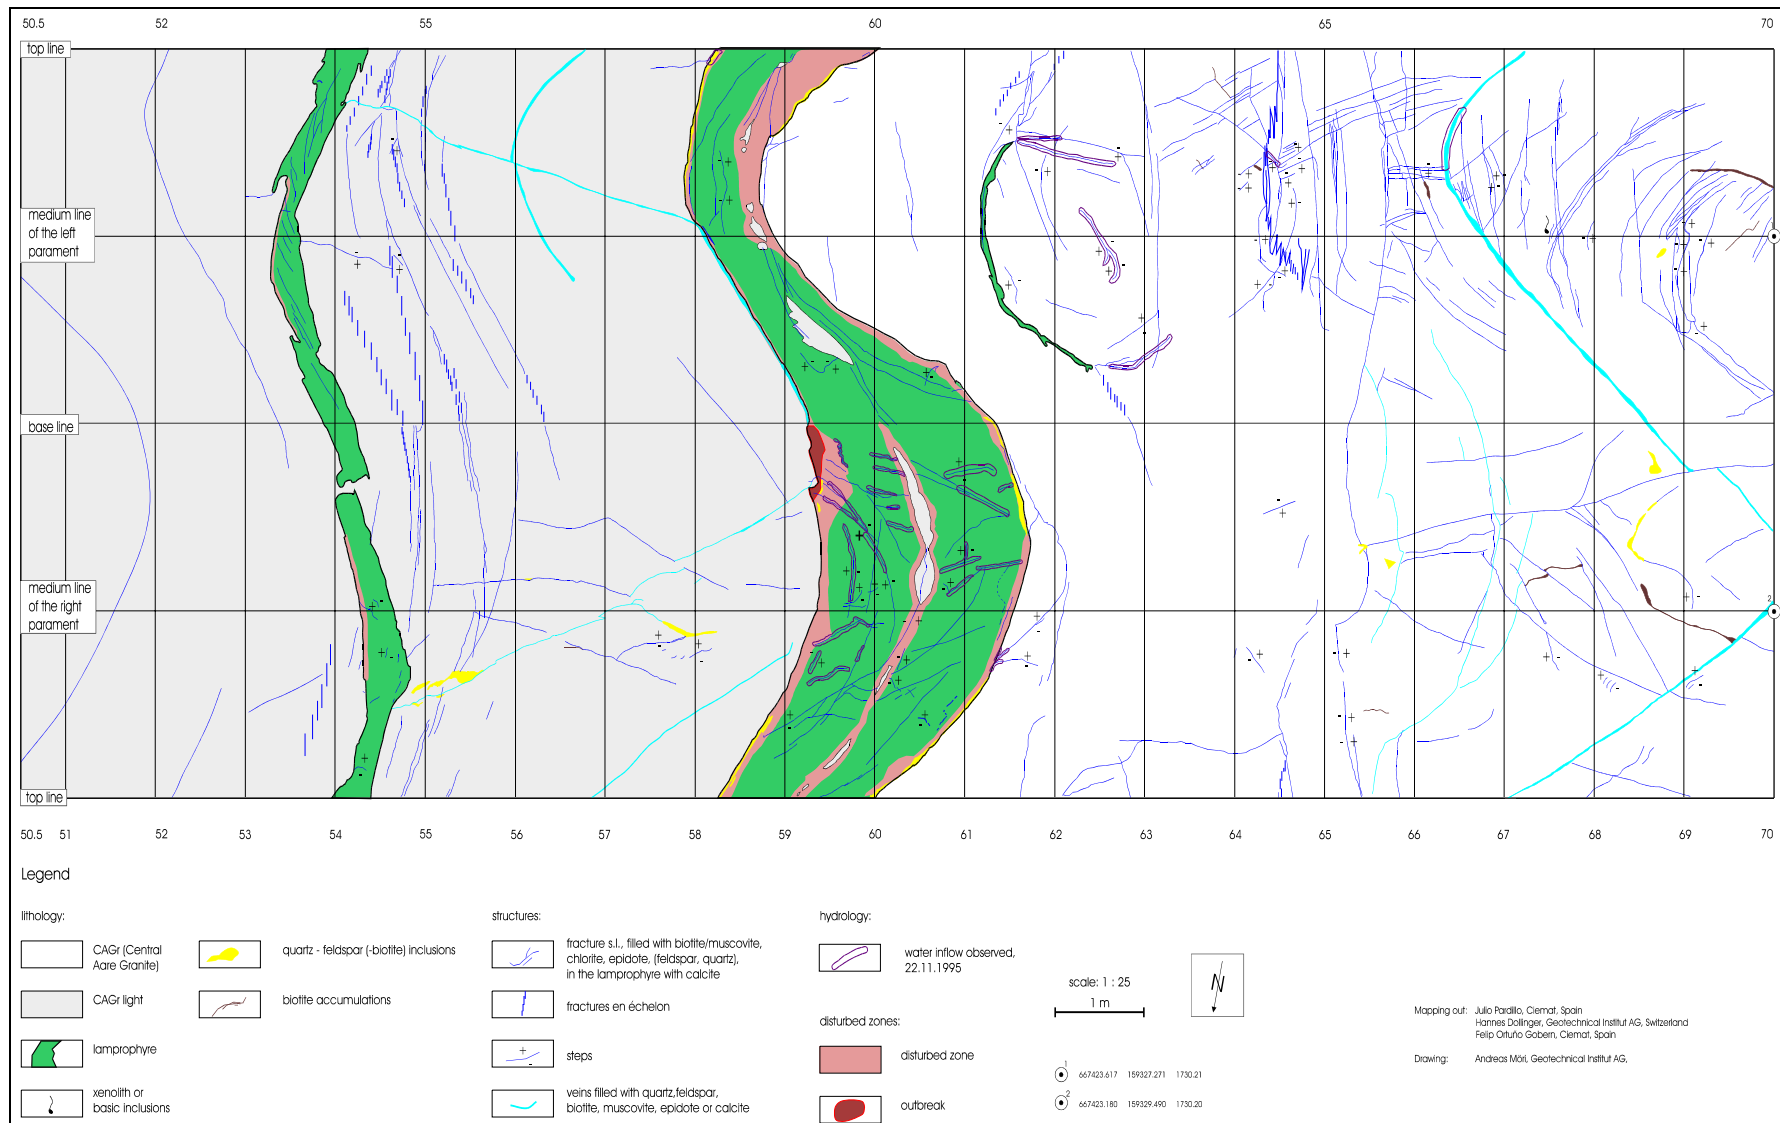 50.5 52 55 60 65 70
top line
medium line
of the left
parament
base line
medium line
of the right
parament
2
top line
50.5 51 52 53 54 55 56 57 58 59 60 61 62 63 64 65 66 67 68 69 70
Legend
lithology:
CAGr (Central
Aare Granite)
CAGr light
lamprophyre
xenolith or
basic inclusions
quartz - feldspar (-biotite) inclusions
biotite accumulations
structures:
fracture s.l., filled with biotite/muscovite,
chlorite, epidote, (feldspar, quartz),
in the lamprophyre with calcite
fractures en échelon
steps
veins filled with quartz,feldspar,
biotite, muscovite, epidote or calcite
hydrology:
water inflow observed,
22.11.1995
disturbed zones:
disturbed zone
outbreak
scale: 1 : 25
1 m
N
1 667423.617 159327.271 1730.21
2 667423.180 159329.490 1730.20
Mapping out: Julio Pardillo, Ciemat, Spain
Hannes Dollinger, Geotechnical Institut AG, Switzerland
Felip Ortuño Gobern, Ciemat, Spain
Drawing: Andreas Möri, Geotechnical Institut AG,